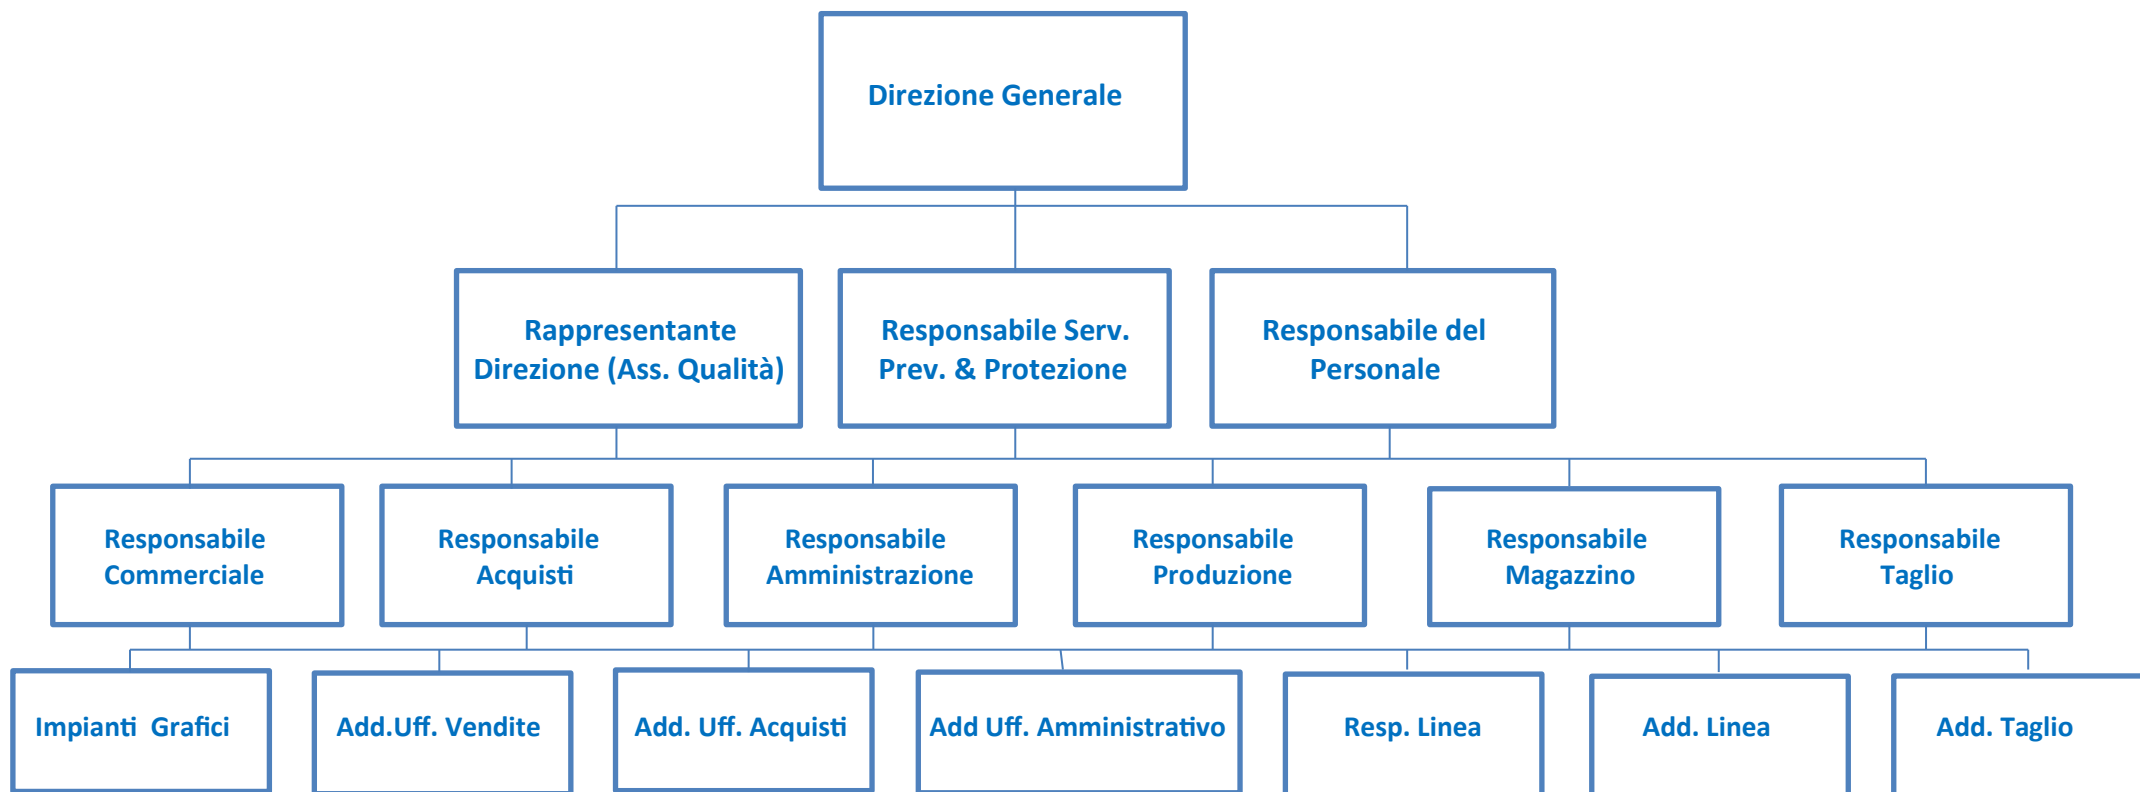 Direzione Generale
Rappresentante
Direzione (Ass. Qualità)
Responsabile Serv.
Prev. & Protezione
Responsabile del
Personale
Responsabile
Commerciale
Responsabile
Acquisti
Responsabile
Amministrazione
Responsabile
Produzione
Responsabile
Magazzino
Responsabile
Taglio
Impianti  Grafici
Add.Uff. Vendite
Add. Uff. Acquisti
Add Uff. Amministrativo
Resp. Linea
Add. Linea
Add. Taglio